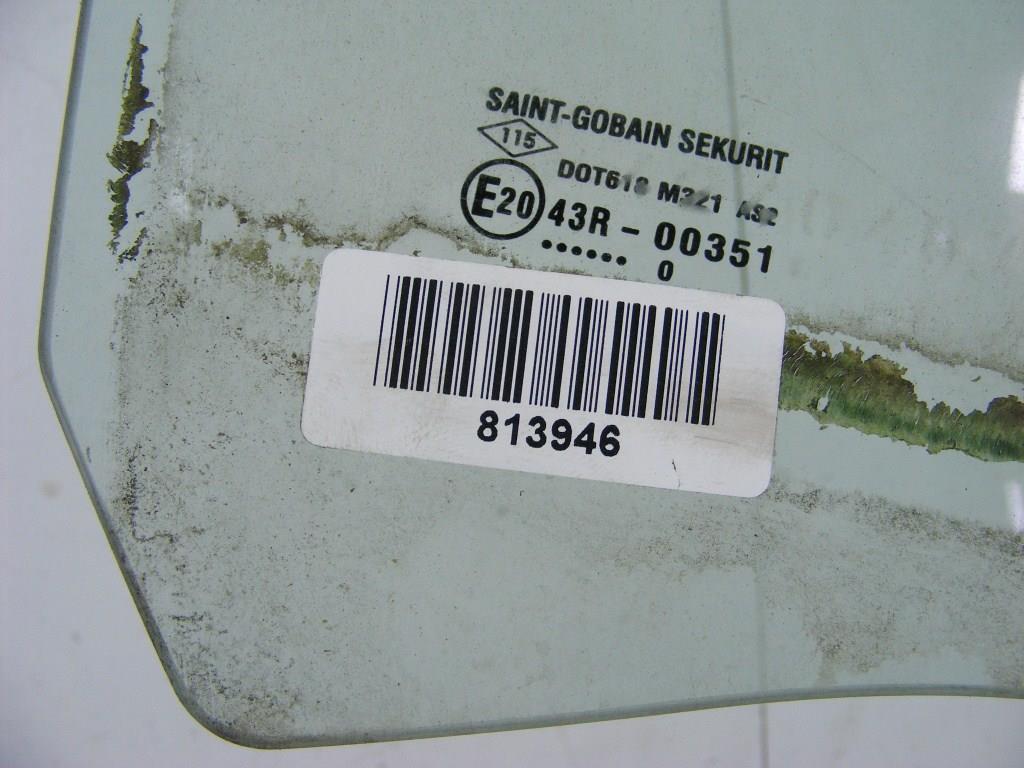 SAINT-GOBAIN SEKURIT
115
DOT618 M321 AS2
E20 43R - 00351
...... 0
813946